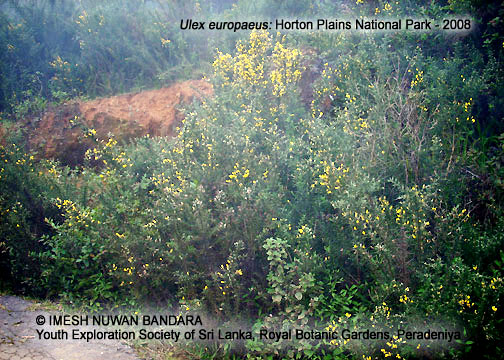 Ulex europaeus: Horton Plains National Park - 2008
© IMESH NUWAN BANDARA
Youth Exploration Society of Sri Lanka, Royal Botanic Gardens, Peradeniya